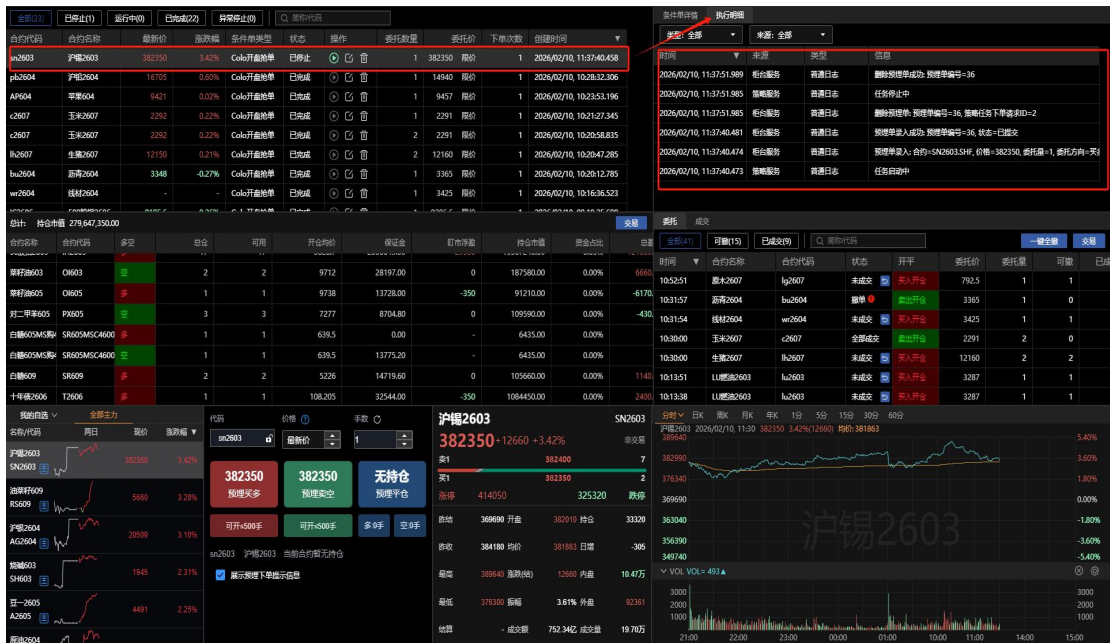 全部(23) 已停止(1) 运行中(0) 已完成(22) 异常停止(0) 简称/代码
合约代码 合约名称 最新价 涨跌幅 条件单类型 状态 操作 委托数量 委托价 下单次数 创建时间
sn2603 沪锡2603 382350 3.42% Colo开盘抢单 已停止 1 382350 限价 1 2026/02/10, 11:37:40.458
pb2604 沪铅2604 16705 0.60% Colo开盘抢单 已完成 1 14940 限价 1 2026/02/10, 10:28:32.306
AP604 苹果604 9421 0.02% Colo开盘抢单 已完成 1 9457 限价 1 2026/02/10, 10:23:53.196
c2607 玉米2607 2292 0.22% Colo开盘抢单 已完成 1 2291 限价 1 2026/02/10, 10:21:27.345
c2607 玉米2607 2292 0.22% Colo开盘抢单 已完成 2 2291 限价 1 2026/02/10, 10:20:58.835
lh2607 生猪2607 12150 0.21% Colo开盘抢单 已完成 2 12160 限价 1 2026/02/10, 10:20:47.285
bu2604 沥青2604 3348 -0.27% Colo开盘抢单 已完成 1 3365 限价 1 2026/02/10, 10:20:12.785
wr2604 线材2604 - - Colo开盘抢单 已完成 1 3425 限价 1 2026/02/10, 10:16:36.523
条件单详情 执行明细
类型: 全部 来源: 全部
时间 来源 类型 信息
2026/02/10, 11:37:51.989 柜台服务 普通日志 删除预埋单成功: 预埋单编号=36
2026/02/10, 11:37:51.985 策略服务 普通日志 任务停止中
2026/02/10, 11:37:51.985 柜台服务 普通日志 删除预埋单: 预埋单编号=36, 策略任务下单请求ID=2
2026/02/10, 11:37:40.481 柜台服务 普通日志 预埋单录入成功: 预埋单编号=36, 状态=已提交
2026/02/10, 11:37:40.474 柜台服务 普通日志 预埋单录入: 合约=SN2603.SHF, 价格=382350, 委托量=1, 委托方向=买
2026/02/10, 11:37:40.473 策略服务 普通日志 任务启动中
总计: 持仓市值 279,647,350.00 交易
合约名称 合约代码 多空 总仓 可用 开仓均价 保证金 盯市浮盈 持仓市值 资金占比
菜籽油603 OI603 空 2 2 9712 28197.00 0 187580.00 0.00% 6660.
菜籽油605 OI605 多 1 1 9738 13728.00 -350 91210.00 0.00% -6170.
对二甲苯605 PX605 空 3 3 7277 8704.80 0 109590.00 0.00% -430.
白糖605MS购 SR605MSC4600 多 1 1 639.5 0.00 - 6435.00 0.00%
白糖605MS购 SR605MSC4600 空 1 1 639.5 13775.20 - 6435.00 0.00%
白糖609 SR609 多 2 2 5226 14719.60 0 105660.00 0.00% 1140.
十年债2606 T2606 多 1 1 108.205 32544.00 -350 1084450.00 0.00% 2400.
委托 成交
全部(41) 可撤(15) 已成交(9) 简称/代码 一键全撤 交易
时间 合约名称 合约代码 状态 开平 委托价 委托量 可撤 已成
10:52:51 原木2607 lg2607 未成交 买入开仓 792.5 1 1
10:31:57 沥青2604 bu2604 撤单 卖出开仓 3365 1 0
10:31:54 线材2604 wr2604 未成交 买入开仓 3425 1 1
10:30:00 玉米2607 c2607 全部成交 卖出开仓 2291 2 0
10:30:00 生猪2607 lh2607 未成交 买入开仓 12160 2 2
10:13:51 LU燃油2603 lu2603 未成交 买入开仓 3287 1 1
10:13:38 LU燃油2603 lu2603 未成交 买入开仓 3287 1 1
我的自选 全部主力
名称/代码 两日 现价 涨跌幅
沪锡2603 382350 3.42%
SN2603 主
油菜籽609 5660 3.28%
RS609 主
沪银2604 20509 3.10%
AG2604 主
烧碱603 1945 2.31%
SH603 主
豆一2605 4491 2.25%
A2605 主
原油2604
代码 价格 手数
sn2603 最新价 1
382350 382350 无持仓
预埋买多 预埋卖空 预埋平仓
可开≤500手 可开≤500手 多:0手 空:0手
sn2603 沪锡2603 当前合约暂无持仓
展示预埋下单提示信息
沪锡2603 SN2603
382350 +12660 +3.42% 非交易
卖1 382400 7
买1 382350 2
涨停 414050 325320 跌停
昨结 369690 开盘 382010 持仓 33320
昨收 384180 均价 381863 日增 -305
最高 389640 涨跌(结) 12660 内盘 10.47万
最低 376300 振幅 3.61% 外盘 92361
结算 - 成交额 752.34亿 成交量 19.70万
分时 日K 周K 月K 年K 1分 5分 15分 30分 60分
沪锡2603 2026/02/10, 11:30 382350 3.42%(12660) 均价: 381863
389640 5.40%
382990 3.60%
376340 1.80%
369690 0.00%
363040 -1.80%
356390 -3.60%
349740 -5.40%
沪锡2603
VOL VOL= 493▲
3000 3000
2000 2000
1000 1000
21:00 22:00 23:00 00:00 01:00 10:00 11:00 14:00 15:00